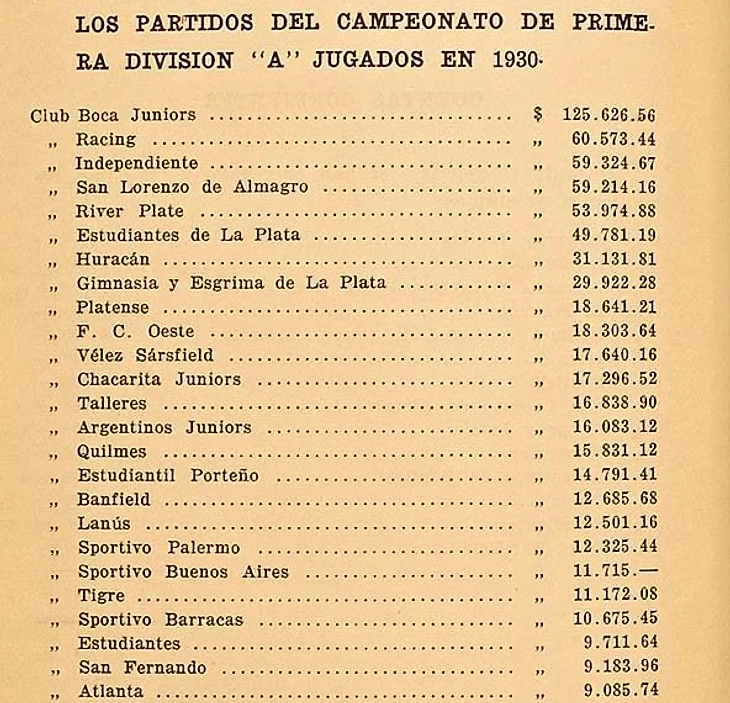 LOS PARTIDOS DEL CAMPEONATO DE PRIME-
RA DIVISION "A" JUGADOS EN 1930.
Club Boca Juniors ................................ $ 125.626.56
„ Racing ...................................... „ 60.573.44
„ Independiente ................................ „ 59.324.67
„ San Lorenzo de Almagro .................... „ 59.214.16
„ River Plate ................................. „ 53.974.88
„ Estudiantes de La Plata ..................... „ 49.781.19
„ Huracán ..................................... „ 31.131.81
„ Gimnasia y Esgrima de La Plata ............ „ 29.922.28
„ Platense ..................................... „ 18.641.21
„ F. C. Oeste ................................ „ 18.303.64
„ Vélez Sársfield .............................. „ 17.640.16
„ Chacarita Juniors ........................... „ 17.296.52
„ Talleres ..................................... „ 16.838.90
„ Argentinos Juniors .......................... „ 16.083.12
„ Quilmes ..................................... „ 15.831.12
„ Estudiantil Porteño ......................... „ 14.791.41
„ Banfield ..................................... „ 12.685.68
„ Lanús ....................................... „ 12.501.16
„ Sportivo Palermo ........................... „ 12.325.44
„ Sportivo Buenos Aires ...................... „ 11.715.—
„ Tigre ........................................ „ 11.172.08
„ Sportivo Barracas ........................... „ 10.675.45
„ Estudiantes .................................. „ 9.711.64
„ San Fernando ............................... „ 9.183.96
„ Atlanta ...................................... „ 9.085.74